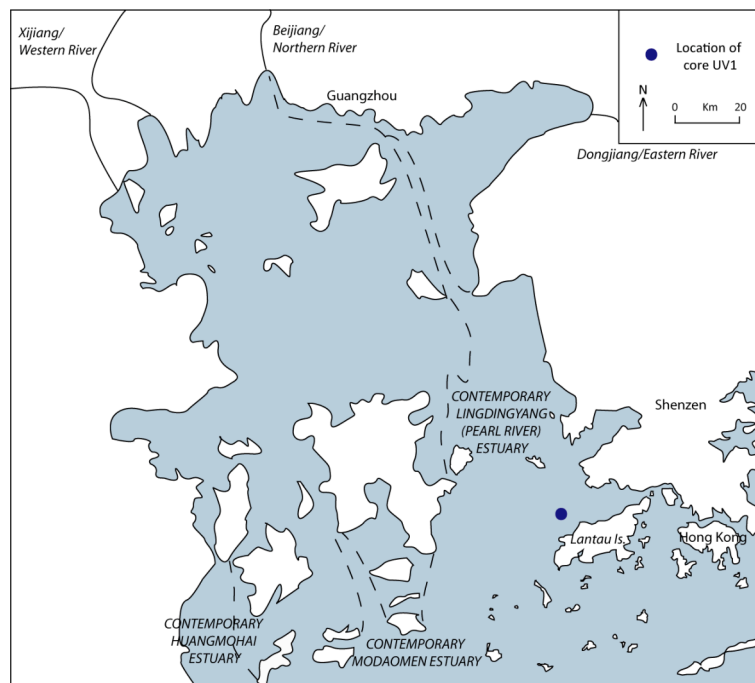 Xijiang/
Western River
Beijiang/
Northern River
Guangzhou
Location of
core UV1
N
0 Km 20
Dongjiang/Eastern River
CONTEMPORARY
LINGDINGYANG
(PEARL RIVER)
ESTUARY
Shenzen
Lantau Is.
Hong Kong
CONTEMPORARY
HUANGMOHAI
ESTUARY
CONTEMPORARY
MODAOMEN ESTUARY